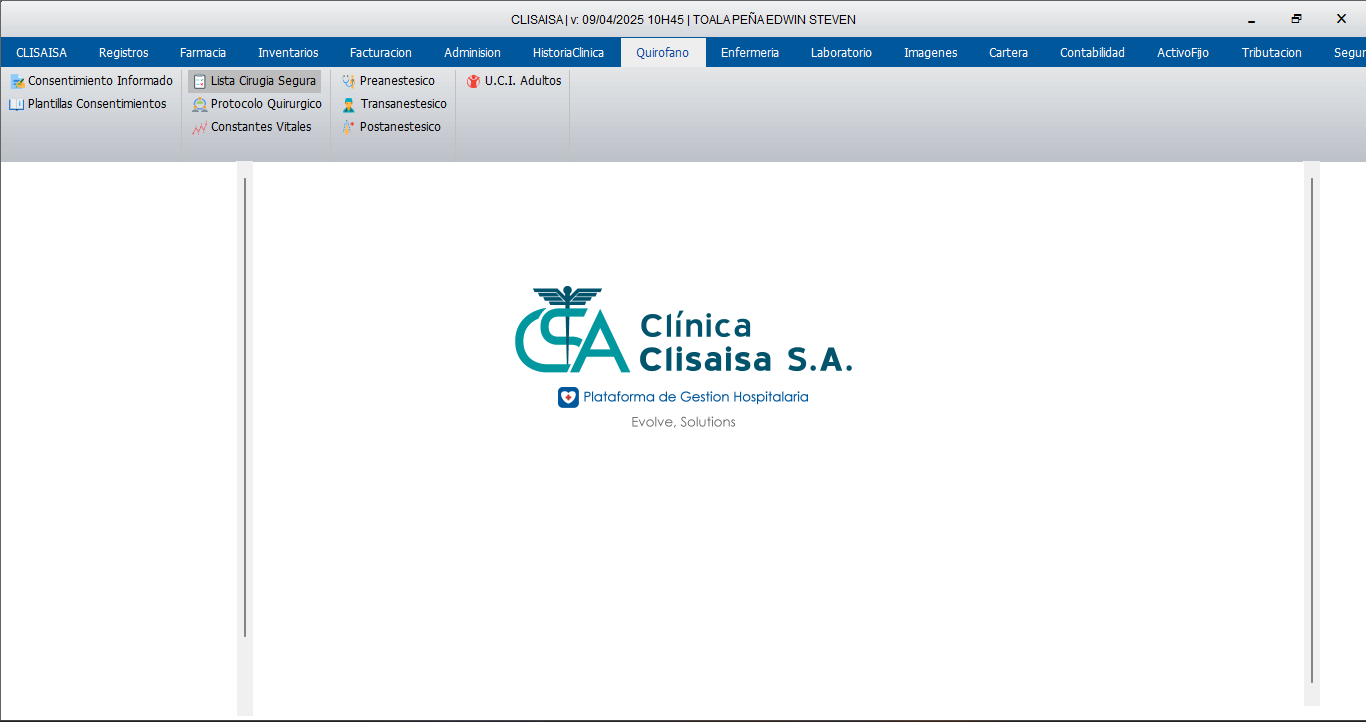 CLISAISA | v: 09/04/2025 10H45 | TOALA PEÑA EDWIN STEVEN
CLISAISA Registros Farmacia Inventarios Facturacion Adminision HistoriaClinica Quirofano Enfermeria Laboratorio Imagenes Cartera Contabilidad ActivoFijo Tributacion Segur
Consentimiento Informado Lista Cirugia Segura Preanestesico U.C.I. Adultos
Plantillas Consentimientos Protocolo Quirurgico Transanestesico
Constantes Vitales Postanestesico
CSA
Clínica
Clisaisa S.A.
Plataforma de Gestion Hospitalaria
Evolve, Solutions